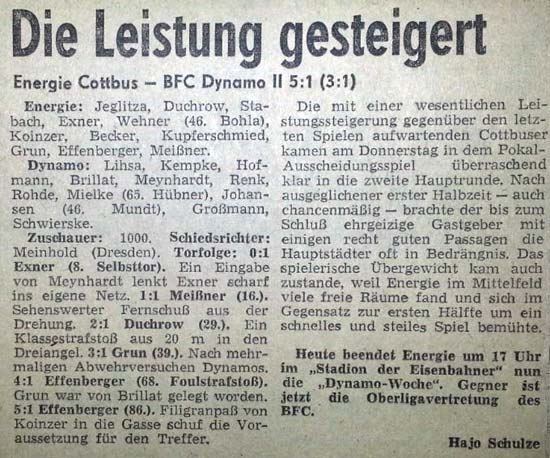 Die Leistung gesteigert
Energie Cottbus — BFC Dynamo II 5:1 (3:1)
Energie: Jeglitza, Duchrow, Sta-
bach, Exner, Wehner (46. Bohla),
Koinzer, Becker, Kupferschmied,
Grun, Effenberger, Meißner.
Dynamo: Lihsa, Kempke, Hof-
mann, Brillat, Meynhardt, Renk,
Rohde, Mielke (65. Hübner), Johan-
sen (46. Mundt), Großmann,
Schwierske.
Zuschauer: 1000. Schiedsrichter:
Meinhold (Dresden). Torfolge: 0:1
Exner (8. Selbsttor). Ein Eingabe
von Meynhardt lenkt Exner scharf
ins eigene Netz. 1:1 Meißner (16.).
Sehenswerter Fernschuß aus der
Drehung. 2:1 Duchrow (29.). Ein
Klassestrafstoß aus 20 m in den
Dreiangel. 3:1 Grun (39.). Nach mehr-
maligen Abwehrversuchen Dynamos.
4:1 Effenberger (68. Foulstrafstoß).
Grun war von Brillat gelegt worden.
5:1 Effenberger (86.). Filigranpaß von
Koinzer in die Gasse schuf die Vor-
aussetzung für den Treffer.
Die mit einer wesentlichen Lei-
stungssteigerung gegenüber den letz-
ten Spielen aufwartenden Cottbuser
kamen am Donnerstag in dem Pokal-
Ausscheidungsspiel überraschend
klar in die zweite Hauptrunde. Nach
ausgeglichener erster Halbzeit — auch
chancenmäßig — brachte der bis zum
Schluß ehrgeizige Gastgeber mit
einigen recht guten Passagen die
Hauptstädter oft in Bedrängnis. Das
spielerische Übergewicht kam auch
zustande, weil Energie im Mittelfeld
viele freie Räume fand und sich im
Gegensatz zur ersten Hälfte um ein
schnelles und steiles Spiel bemühte.
Heute beendet Energie um 17 Uhr
im „Stadion der Eisenbahner" nun
die „Dynamo-Woche". Gegner ist
jetzt die Oberligavertretung des
BFC.
Hajo Schulze